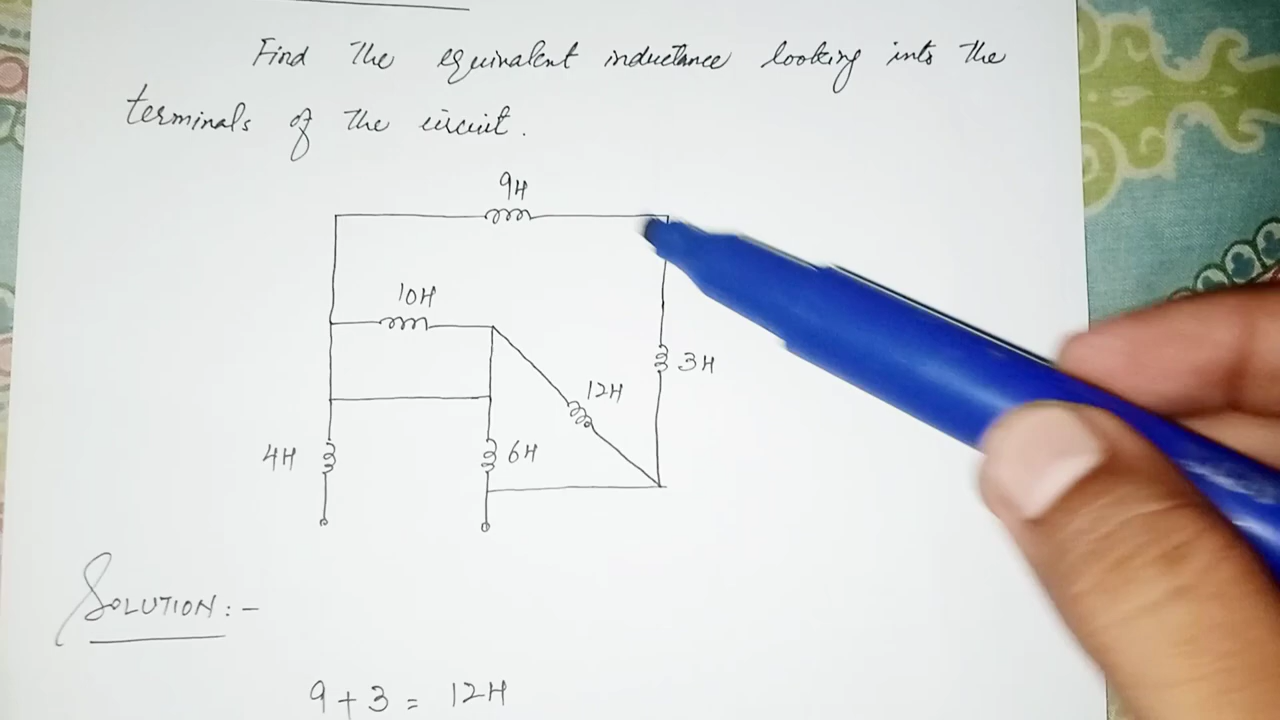 Find The equivalent inductance looking into the
terminals of the circuit.
9H
10H
12H
3H
4H
6H
SOLUTION:-
9+3 = 12H